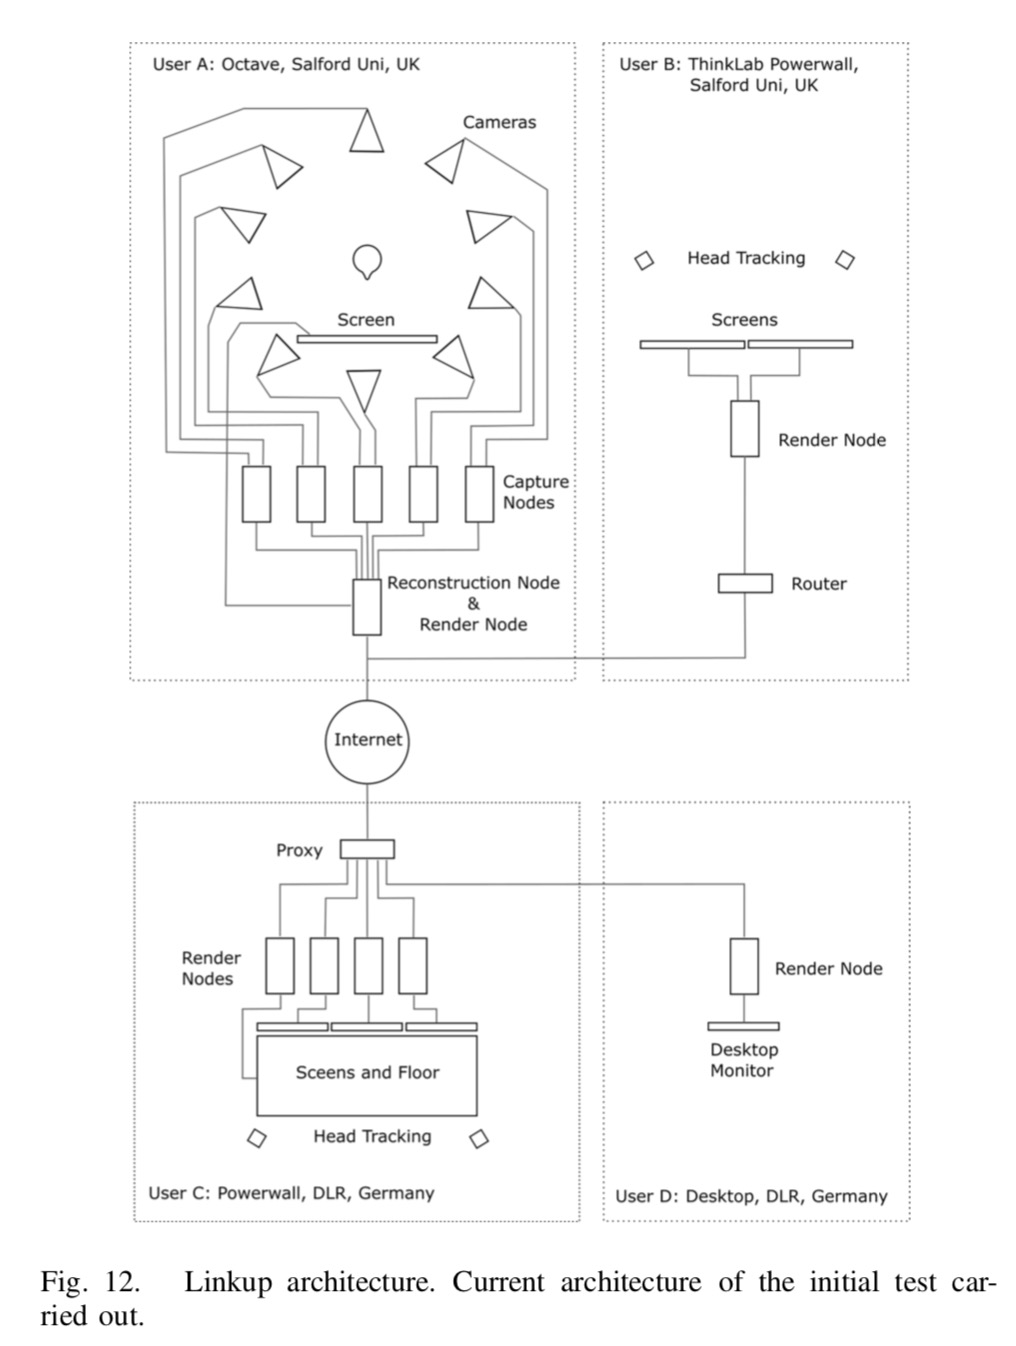 User A: Octave, Salford Uni, UK
User B: ThinkLab Powerwall,
Salford Uni, UK
Cameras
Head Tracking
Screen
Screens
Render Node
Capture
Nodes
Reconstruction Node
&
Render Node
Router
Internet
Proxy
Render
Nodes
Render Node
Sceens and Floor
Desktop
Monitor
Head Tracking
User C: Powerwall, DLR, Germany
User D: Desktop, DLR, Germany
Fig. 12. Linkup architecture. Current architecture of the initial test car-
ried out.